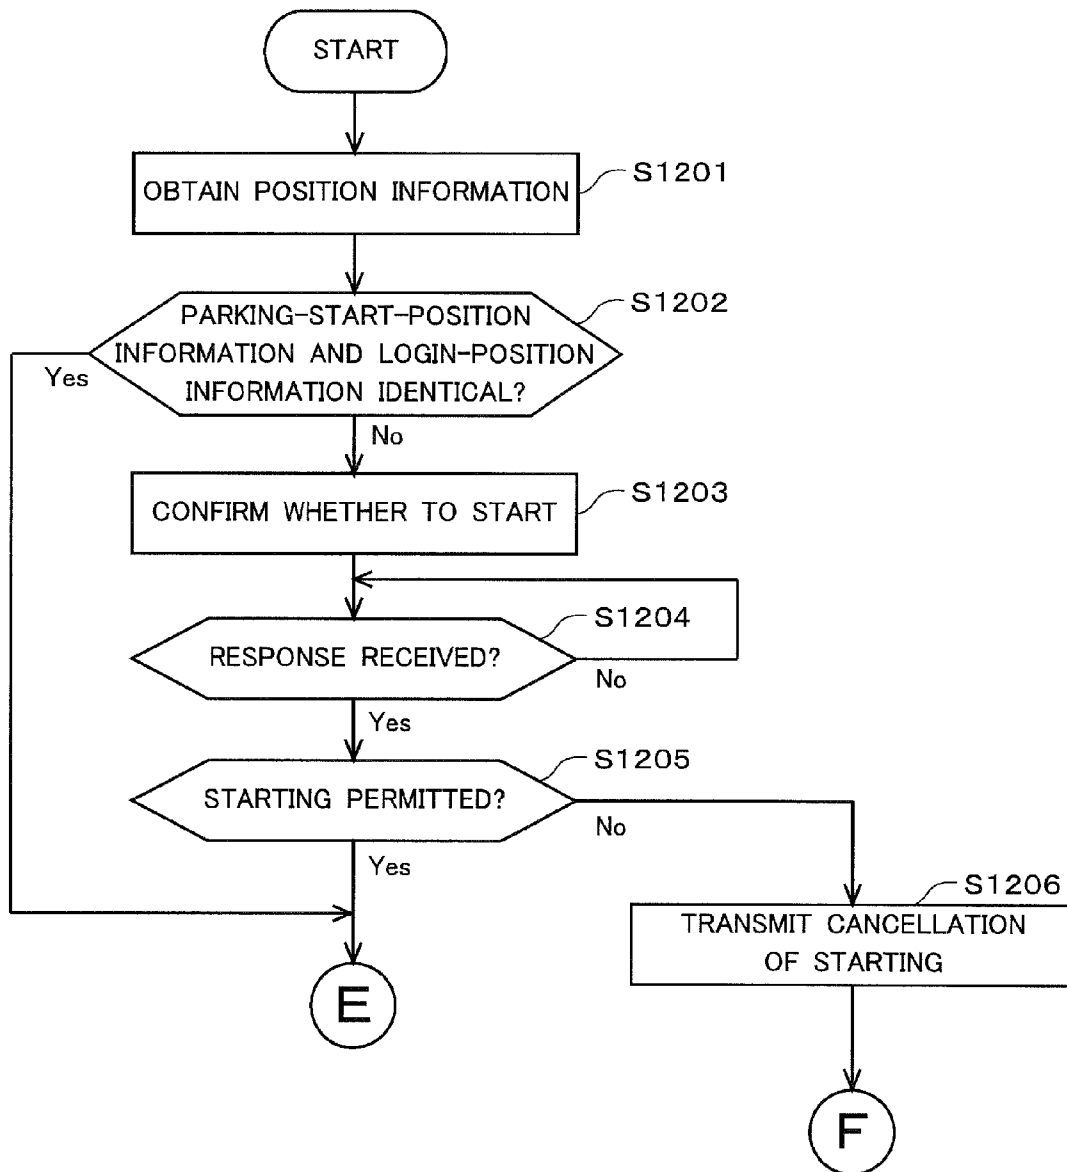 START
OBTAIN POSITION INFORMATION
S1201
PARKING-START-POSITION
INFORMATION AND LOGIN-POSITION
INFORMATION IDENTICAL?
S1202
Yes
No
CONFIRM WHETHER TO START
S1203
RESPONSE RECEIVED?
S1204
No
Yes
STARTING PERMITTED?
S1205
No
Yes
S1206
TRANSMIT CANCELLATION
OF STARTING
E
F